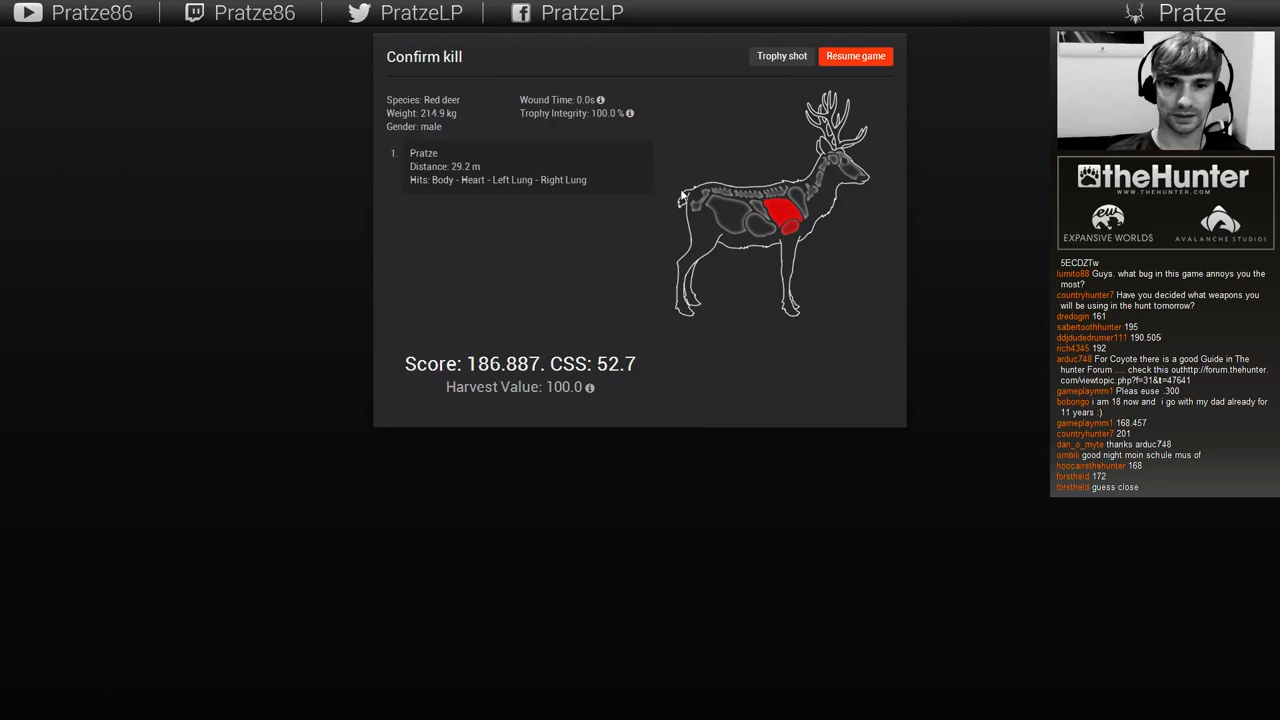 Pratze86
Pratze86
PratzeLP
PratzeLP
Pratze
Confirm kill
Trophy shot
Resume game
Species: Red deer
Weight: 214.9 kg
Gender: male
Wound Time: 0.0s
Trophy Integrity: 100.0 %
1.
Pratze
Distance: 29.2 m
Hits: Body - Heart - Left Lung - Right Lung
Score: 186.887. CSS: 52.7
Harvest Value: 100.0
theHunter
WWW.THEHUNTER.COM
ew
EXPANSIVE WORLDS
AVALANCHE STUDIOS
5ECDZTw
lumito88 Guys. what bug in this game annoys you the
most?
countryhunter7 Have you decided what weapons you
will be using in the hunt tomorrow?
dredogin 161
sabertoothhunter 195
ddjdudedrumer111 190.505
rich4345 192
arduc748 For Coyote there is a good Guide in The
hunter Forum .... check this outhttp://forum.thehunter.
com/viewtopic.php?f=31&t=47641
gameplaymm1 Pleas euse .300
bobongo i am 18 now and i go with my dad already for
11 years :)
gameplaymm1 168.457
countryhunter7 201
dan_o_myte thanks arduc748
ombili good night moin schule mus of
hoocairsthehunter 168
forstheld 172
forstheld guess close